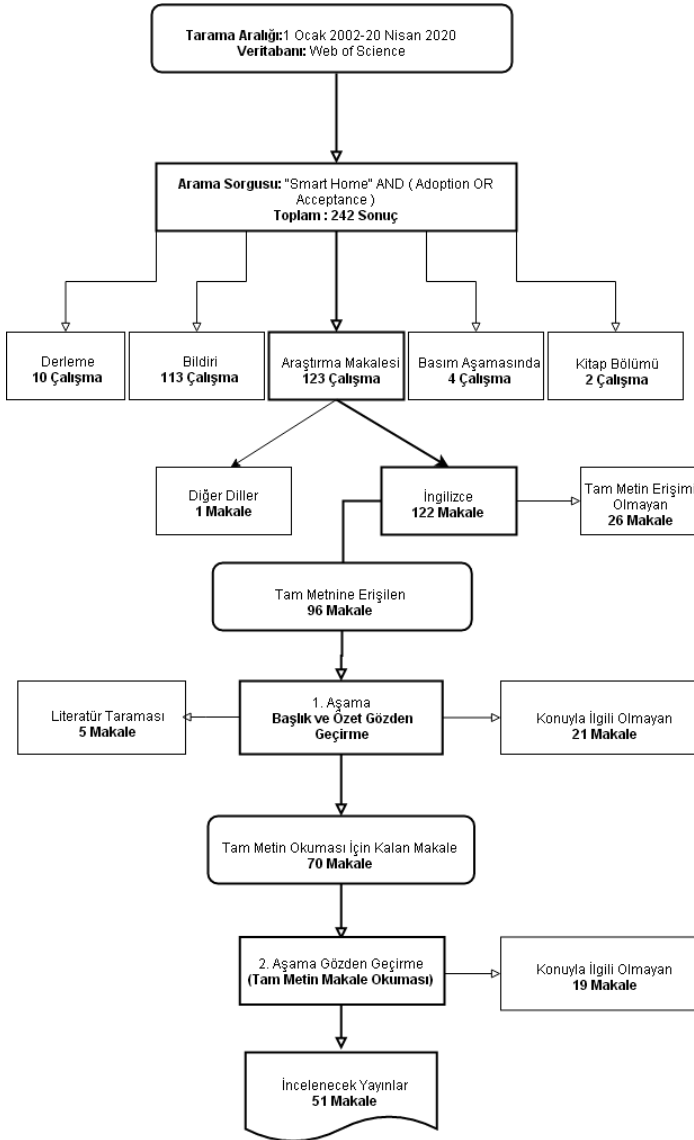 Tarama Aralığı:1 Ocak 2002-20 Nisan 2020
Veritabanı: Web of Science
Arama Sorgusu: "Smart Home" AND ( Adoption OR
Acceptance )
Toplam : 242 Sonuç
Derleme
10 Çalışma
Bildiri
113 Çalışma
Araştırma Makalesi
123 Çalışma
Basım Aşamasında
4 Çalışma
Kitap Bölümü
2 Çalışma
Diğer Diller
1 Makale
İngilizce
122 Makale
Tam Metin Erişimi
Olmayan
26 Makale
Tam Metnine Erişilen
96 Makale
Literatür Taraması
5 Makale
1. Aşama
Başlık ve Özet Gözden
Geçirme
Konuyla İlgili Olmayan
21 Makale
Tam Metin Okuması İçin Kalan Makale
70 Makale
2. Aşama Gözden Geçirme
(Tam Metin Makale Okuması)
Konuyla İlgili Olmayan
19 Makale
İncelenecek Yayınlar
51 Makale